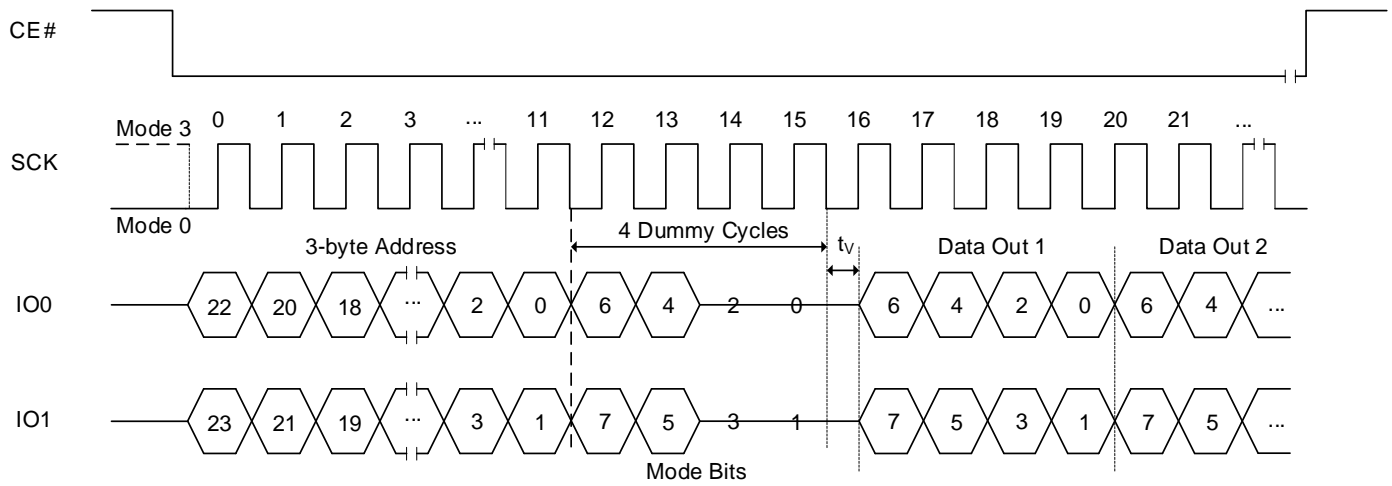 CE#
Mode 3 0 1 2 3 ... 11 12 13 14 15 16 17 18 19 20 21 ...
SCK
Mode 0
3-byte Address 4 Dummy Cycles tV Data Out 1 Data Out 2
IO0 22 20 18 ... 2 0 6 4 2 0 6 4 2 0 6 4 ...
IO1 23 21 19 ... 3 1 7 5 3 1 7 5 3 1 7 5 ...
Mode Bits